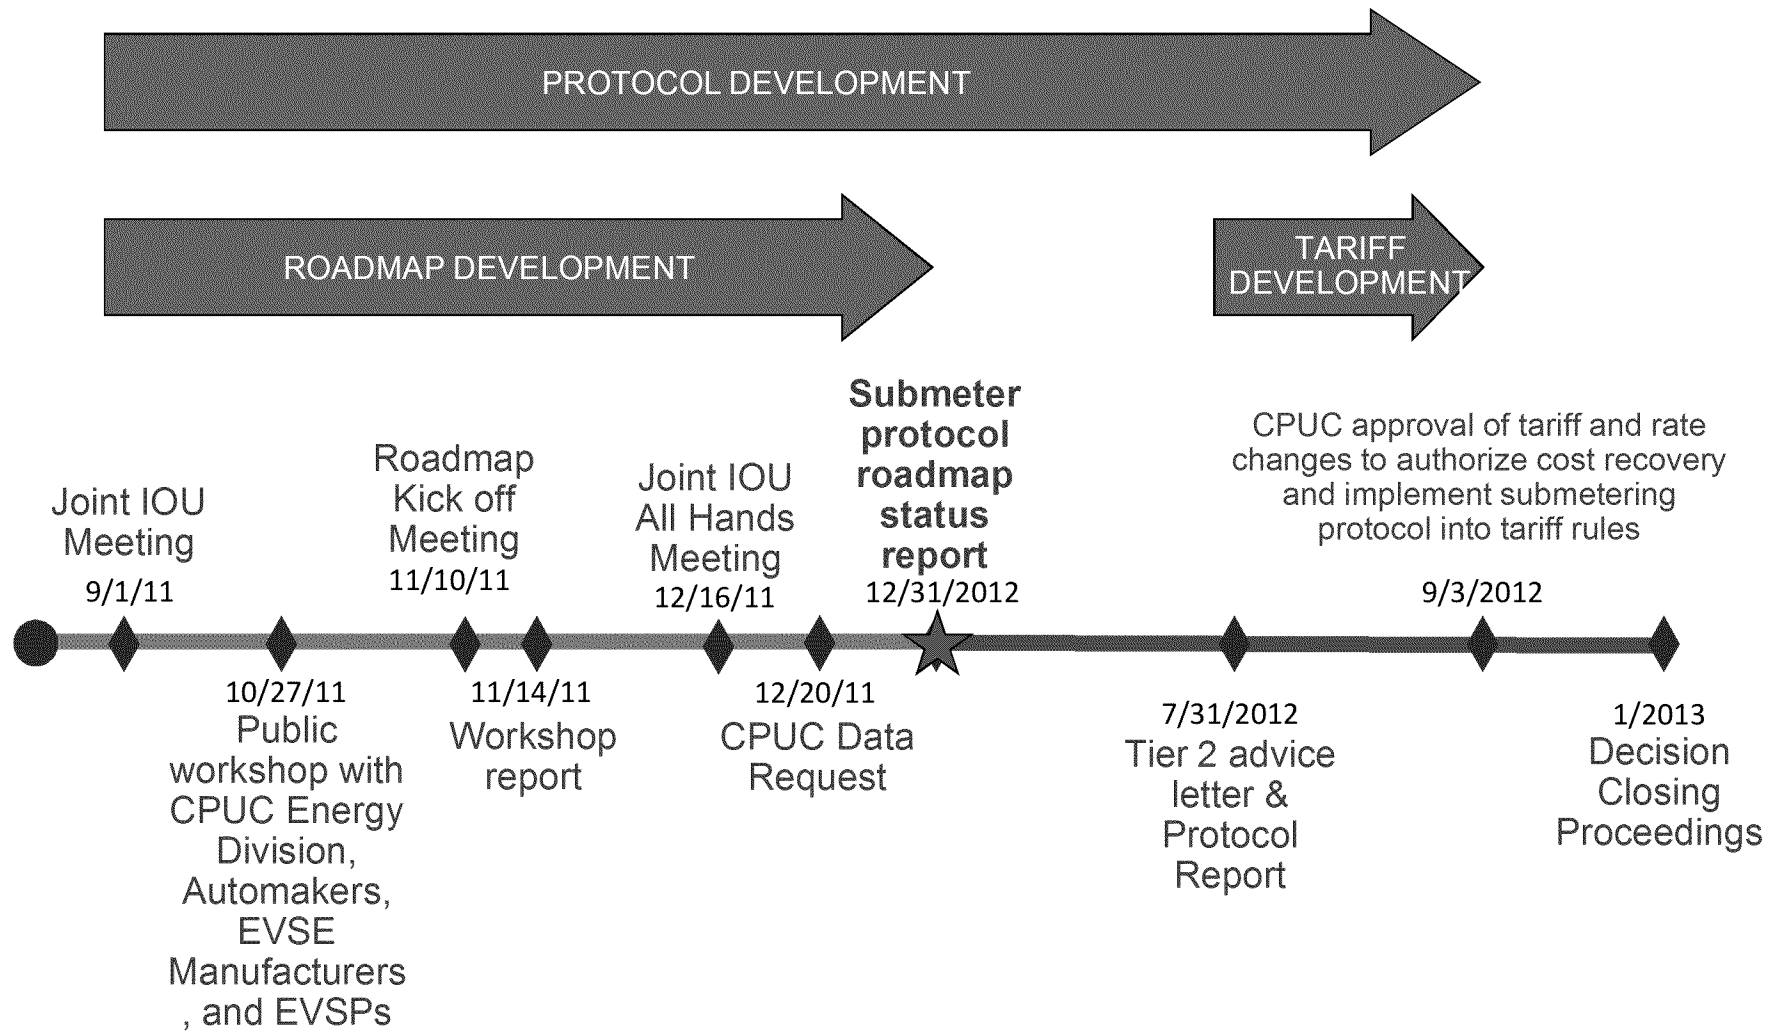 PROTOCOL DEVELOPMENT
ROADMAP DEVELOPMENT
TARIFF
DEVELOPMENT
Joint IOU
Meeting
9/1/11
10/27/11
Public
workshop with
CPUC Energy
Division,
Automakers,
EVSE
Manufacturers
, and EVSPs
Roadmap
Kick off
Meeting
11/10/11
11/14/11
Workshop
report
Joint IOU
All Hands
Meeting
12/16/11
12/20/11
CPUC Data
Request
Submeter
protocol
roadmap
status
report
12/31/2012
7/31/2012
Tier 2 advice
letter &
Protocol
Report
CPUC approval of tariff and rate
changes to authorize cost recovery
and implement submetering
protocol into tariff rules
9/3/2012
1/2013
Decision
Closing
Proceedings